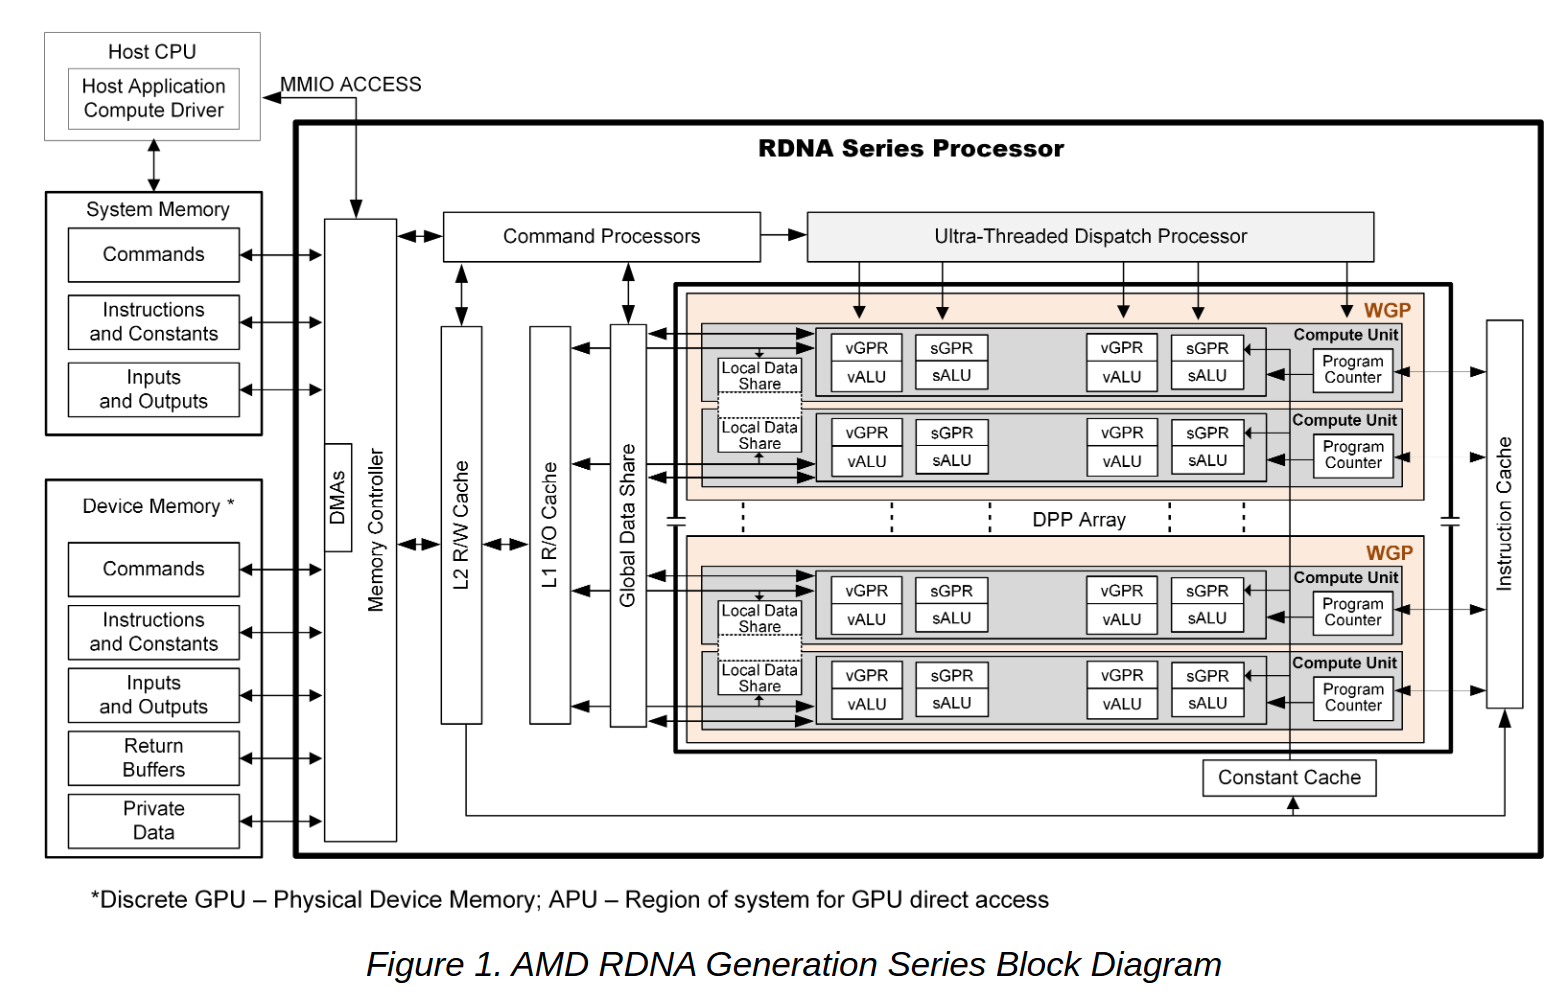 Host CPU
Host Application
Compute Driver
MMIO ACCESS
RDNA Series Processor
System Memory
Commands
Instructions
and Constants
Inputs
and Outputs
Device Memory *
Commands
Instructions
and Constants
Inputs
and Outputs
Return
Buffers
Private
Data
DMAs
Memory Controller
Command Processors
Ultra-Threaded Dispatch Processor
L2 R/W Cache
L1 R/O Cache
Global Data Share
WGP
Compute Unit
Local Data
Share
vGPR
vALU
sGPR
sALU
vGPR
vALU
sGPR
sALU
Program
Counter
Compute Unit
Local Data
Share
vGPR
vALU
sGPR
sALU
vGPR
vALU
sGPR
sALU
Program
Counter
DPP Array
WGP
Compute Unit
Local Data
Share
vGPR
vALU
sGPR
sALU
vGPR
vALU
sGPR
sALU
Program
Counter
Compute Unit
Local Data
Share
vGPR
vALU
sGPR
sALU
vGPR
vALU
sGPR
sALU
Program
Counter
Instruction Cache
Constant Cache
*Discrete GPU – Physical Device Memory; APU – Region of system for GPU direct access
Figure 1. AMD RDNA Generation Series Block Diagram